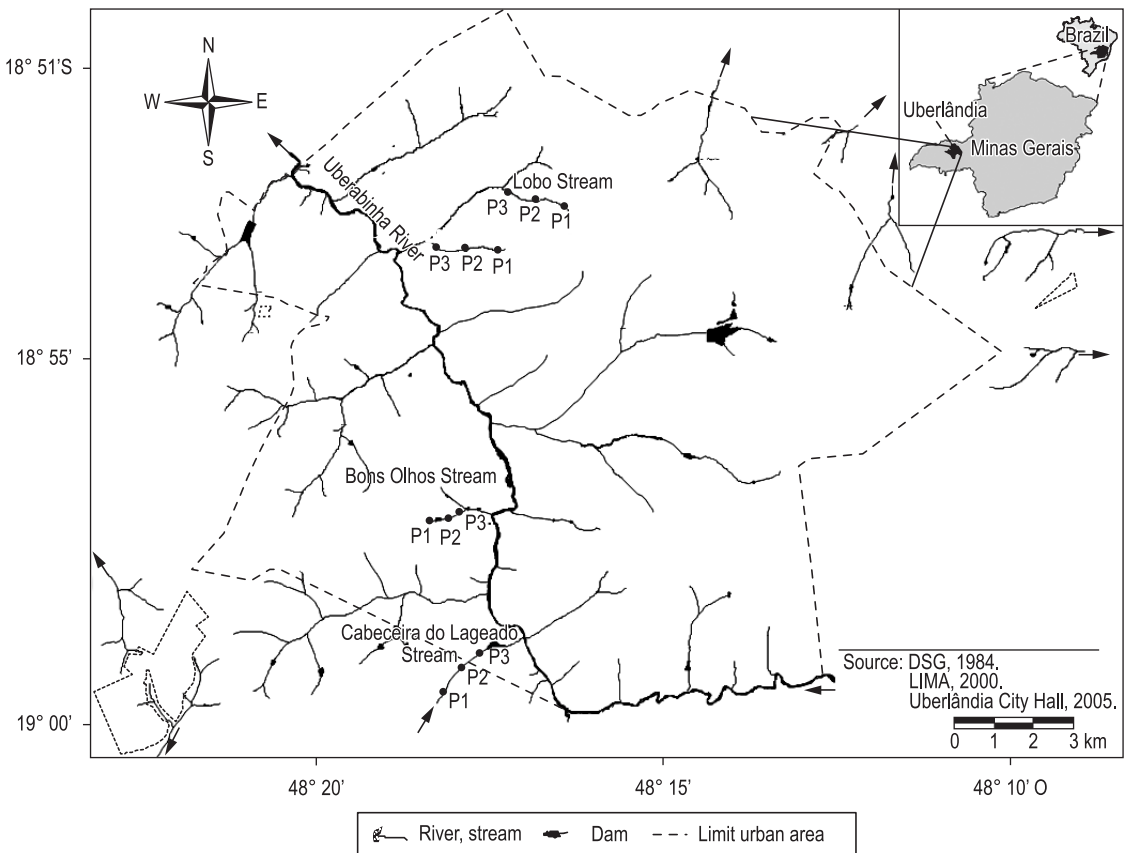 N
W E
S
18° 51'S
18° 55'
19° 00'
48° 20'
48° 15'
48° 10' O
Brazil
Uberlândia
Minas Gerais
Uberabinha River
Lobo Stream
P3
P2
P1
P3
P2
P1
Bons Olhos Stream
P1
P2
P3
Cabeceira do Lageado
Stream
P3
P2
P1
Source: DSG, 1984.
LIMA, 2000.
Uberlândia City Hall, 2005.
0 1 2 3 km
River, stream Dam Limit urban area